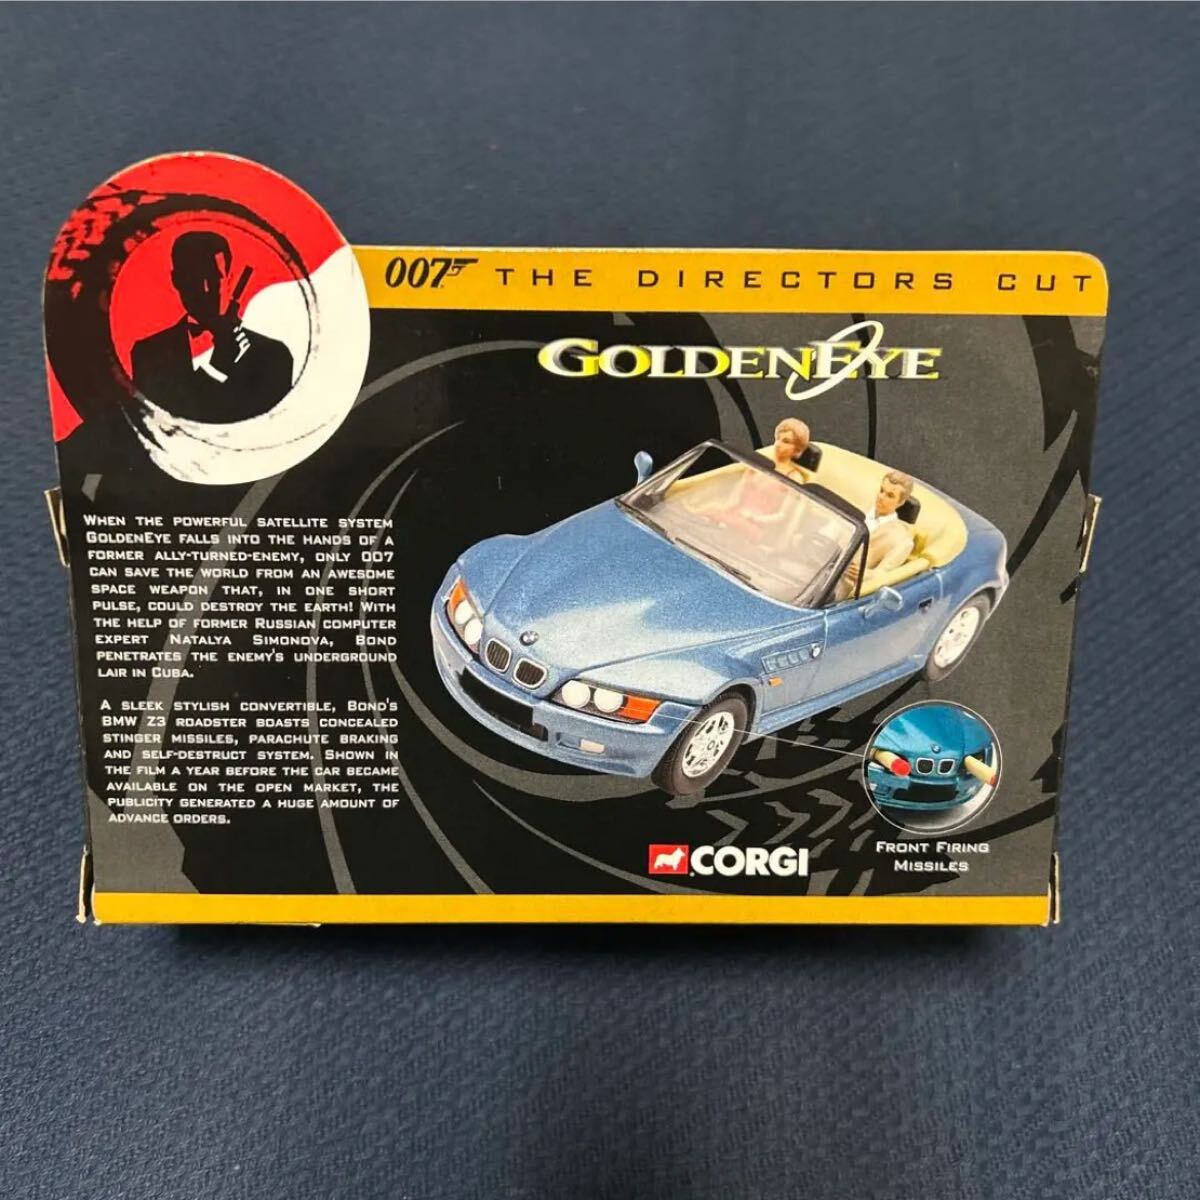 007 THE DIRECTORS CUT
GOLDENEYE
WHEN THE POWERFUL SATELLITE SYSTEM
GOLDENEYE FALLS INTO THE HANDS OF A
FORMER ALLY-TURNED-ENEMY, ONLY 007
CAN SAVE THE WORLD FROM AN AWESOME
SPACE WEAPON THAT, IN ONE SHORT
PULSE, COULD DESTROY THE EARTH! WITH
THE HELP OF FORMER RUSSIAN COMPUTER
EXPERT NATALYA SIMONOVA, BOND
PENETRATES THE ENEMY'S UNDERGROUND
LAIR IN CUBA.
A SLEEK STYLISH CONVERTIBLE, BOND'S
BMW Z3 ROADSTER BOASTS CONCEALED
STINGER MISSILES, PARACHUTE BRAKING
AND SELF-DESTRUCT SYSTEM. SHOWN IN
THE FILM A YEAR BEFORE THE CAR BECAME
AVAILABLE ON THE OPEN MARKET, THE
PUBLICITY GENERATED A HUGE AMOUNT OF
ADVANCE ORDERS.
FRONT FIRING
MISSILES
CORGI